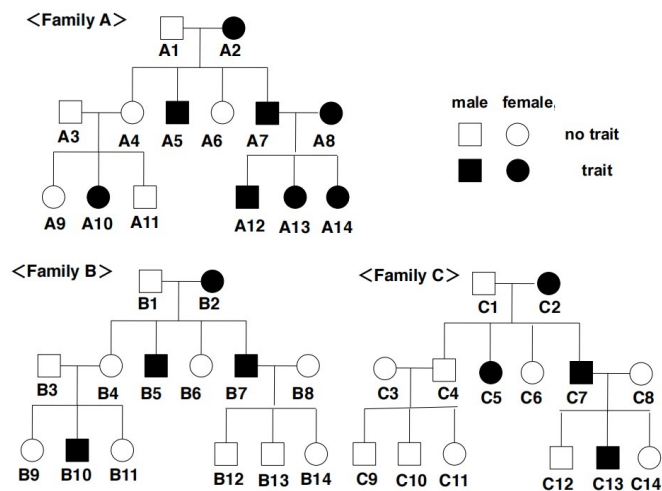 <Family A>
A1 A2
male female,
A3 A4 A5 A6 A7 A8
no trait
trait
A9 A10 A11 A12 A13 A14
<Family B>
B1 B2
B3 B4 B5 B6 B7 B8
B9 B10 B11 B12 B13 B14
<Family C>
C1 C2
C3 C4 C5 C6 C7 C8
C9 C10 C11 C12 C13 C14